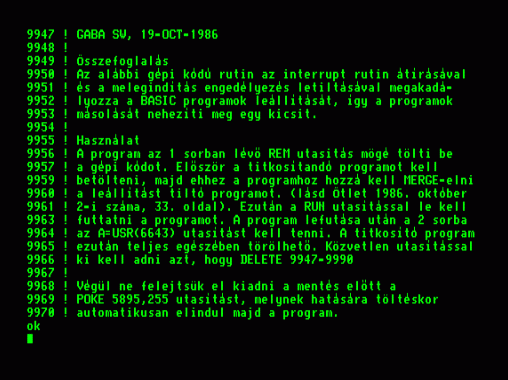 9947 ! GABA SW, 19-OCT-1986
9948 !
9949 ! Összefoglalás
9950 ! Az alábbi gépi kódú rutin az interrupt rutin átírásával
9951 ! és a melegindítás engedélyezés letiltásával megakadá-
9952 ! lyozza a BASIC programok leállítását, így a programok
9953 ! másolását nehezíti meg egy kicsit.
9954 !
9955 ! Használat
9956 ! A program az 1 sorban lévő REM utasítás mögé tölti be
9957 ! a gépi kódot. Először a titkosítandó programot kell
9959 ! betölteni, majd ehhez a programhoz hozzá kell MERGE-elni
9960 ! a leállítást tiltó programot. (lásd Ötlet 1986. október
9961 ! 2-i száma, 33. oldal). Ezután a RUN utasítással le kell
9963 ! futtatni a programot. A program lefutása után a 2 sorba
9964 ! az A=USR(6643) utasítást kell tenni. A titkosító program
9965 ! ezután teljes egészében törölhető. Közvetlen utasítással
9966 ! ki kell adni azt, hogy DELETE 9947-9990
9967 !
9968 ! Végül ne felejtsük el kiadni a mentés előtt a
9969 ! POKE 5895,255 utasítást, melynek hatására töltéskor
9970 ! automatikusan elindul majd a program.
ok